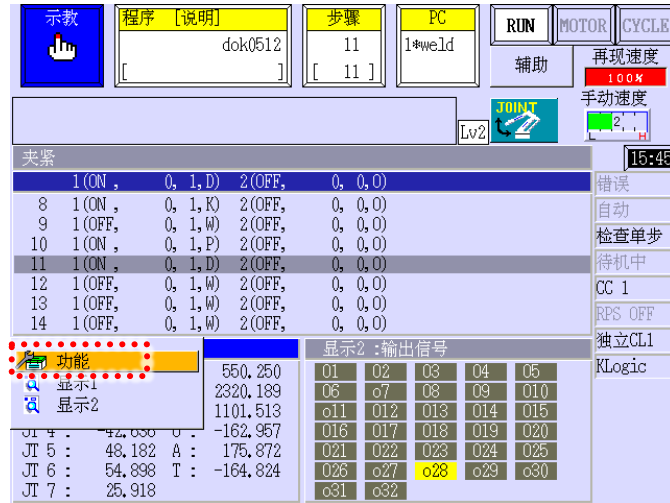 示教
程序 [说明]
dok0512
[ ]
步骤
11
[ 11 ]
PC
1*weld
RUN
MOTOR
CYCLE
辅助
再现速度
100%
手动速度
2
L H
Lv2
JOINT
15:45
夹紧
1(ON , 0, 1,D) 2(OFF, 0, 0,O)
8 1(ON , 0, 1,K) 2(OFF, 0, 0,O)
9 1(OFF, 0, 1,W) 2(OFF, 0, 0,O)
10 1(ON , 0, 1,P) 2(OFF, 0, 0,O)
11 1(ON , 0, 1,D) 2(OFF, 0, 0,O)
12 1(OFF, 0, 1,W) 2(OFF, 0, 0,O)
13 1(OFF, 0, 1,W) 2(OFF, 0, 0,O)
14 1(OFF, 0, 1,W) 2(OFF, 0, 0,O)
错误
自动
检查单步
待机中
CC 1
RPS OFF
独立CL1
KLogic
功能
显示1
显示2
550.250
2320.189
1101.513
JT 4 : -42.638 O : -162.957
JT 5 : 48.182 A : 175.872
JT 6 : 54.898 T : -164.824
JT 7 : 25.918
显示2 :输出信号
O1 O2 O3 O4 O5
O6 o7 O8 O9 O10
o11 O12 O13 O14 O15
O16 O17 O18 O19 O20
O21 O22 O23 O24 O25
O26 o27 o28 o29 o30
o31 o32